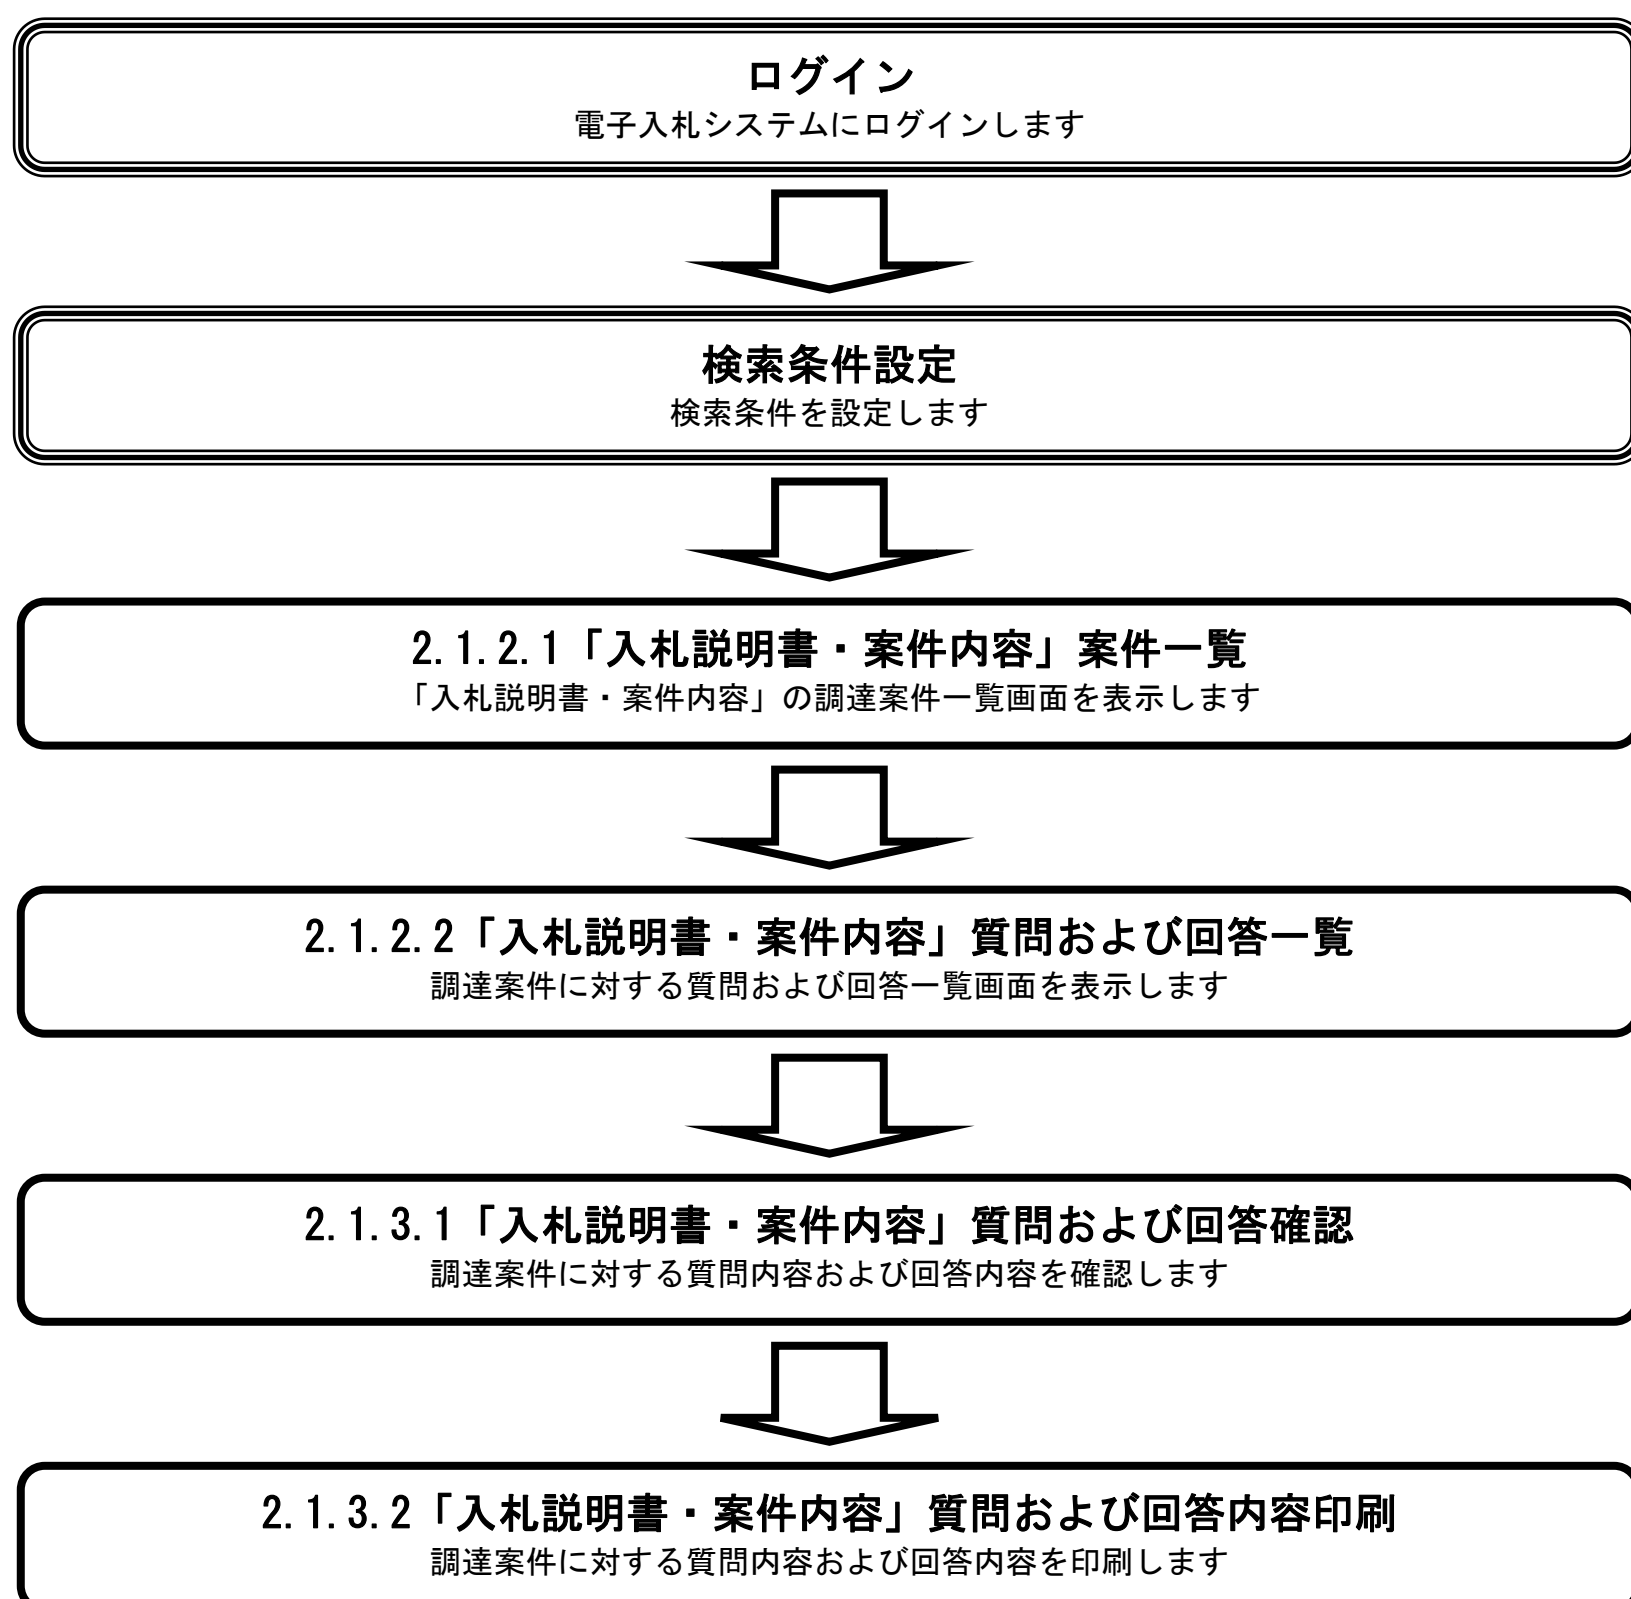 ログイン
電子入札システムにログインします
検索条件設定
検索条件を設定します
2.1.2.1「入札説明書・案件内容」案件一覧
「入札説明書・案件内容」の調達案件一覧画面を表示します
2.1.2.2「入札説明書・案件内容」質問および回答一覧
調達案件に対する質問および回答一覧画面を表示します
2.1.3.1「入札説明書・案件内容」質問および回答確認
調達案件に対する質問内容および回答内容を確認します
2.1.3.2「入札説明書・案件内容」質問および回答内容印刷
調達案件に対する質問内容および回答内容を印刷します